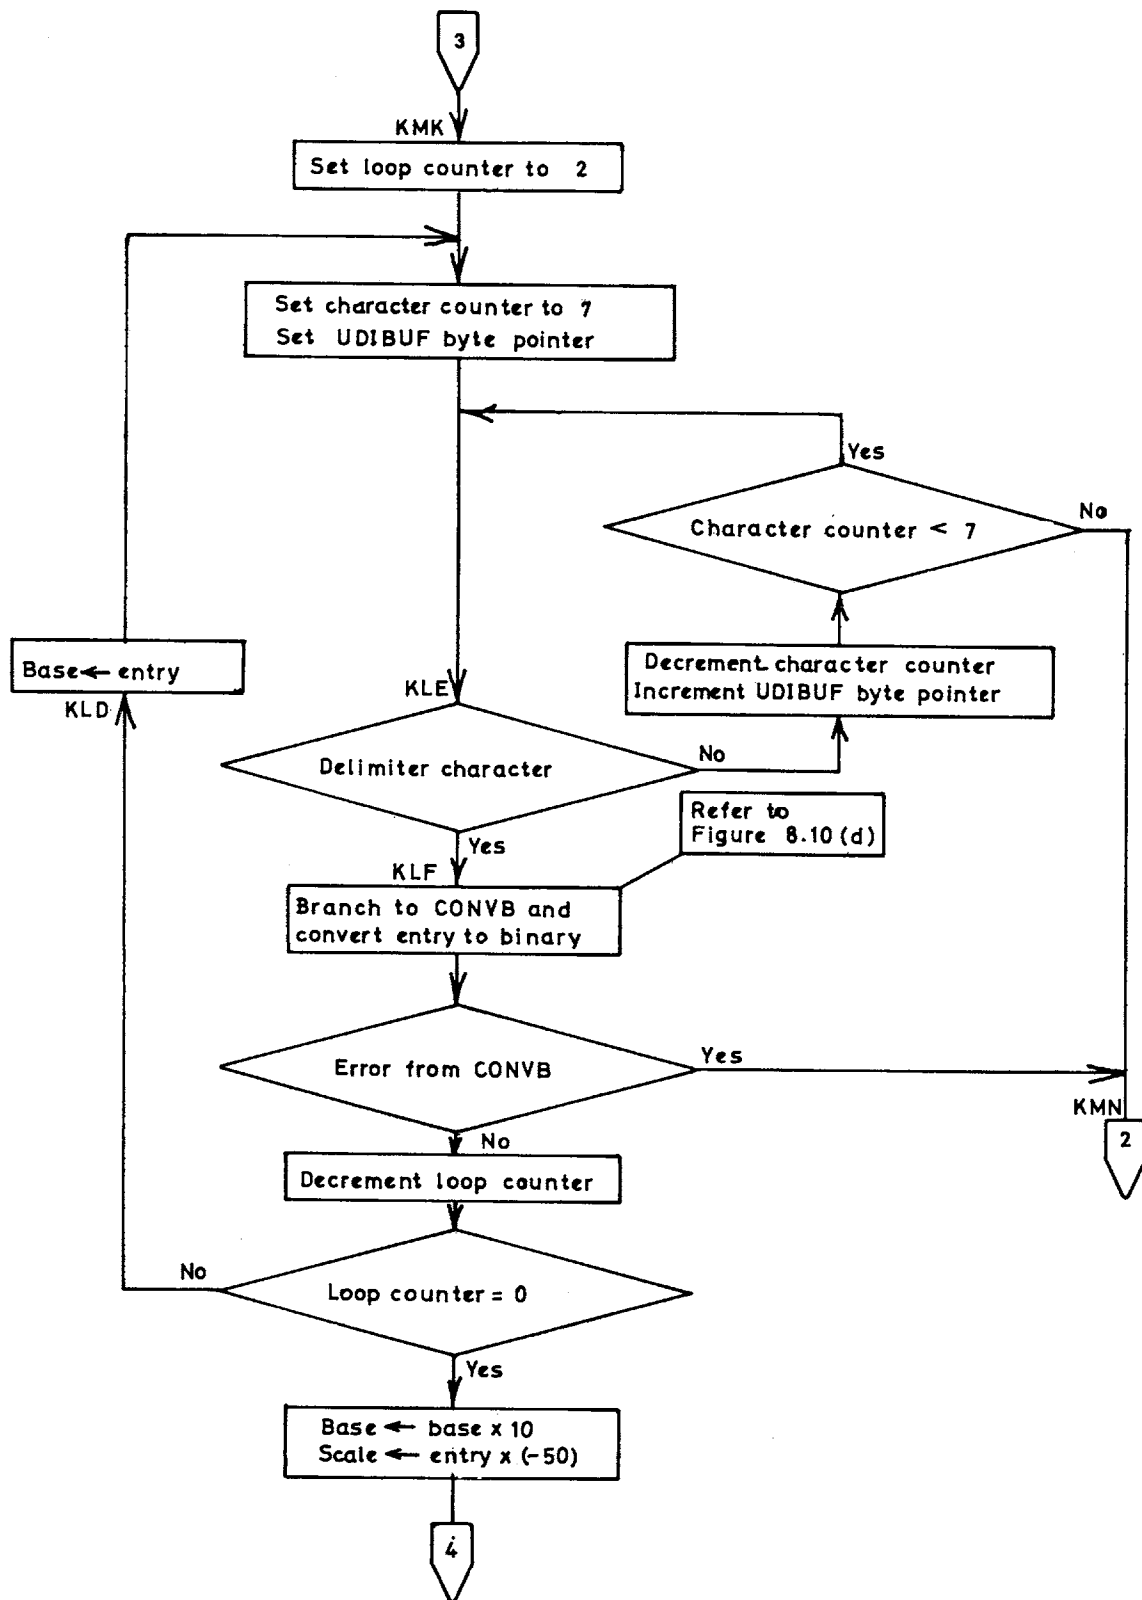 3
KMK
Set loop counter to 2
Set character counter to 7
Set UDIBUF byte pointer
Yes
Character counter < 7
No
Base ← entry
KLD
Decrement character counter
Increment UDIBUF byte pointer
KLE
Delimiter character
No
Refer to
Figure 8.10 (d)
Yes
KLF
Branch to CONVB and
convert entry to binary
Error from CONVB
Yes
KMN
2
No
Decrement loop counter
No
Loop counter = 0
Yes
Base ← base x 10
Scale ← entry x (-50)
4